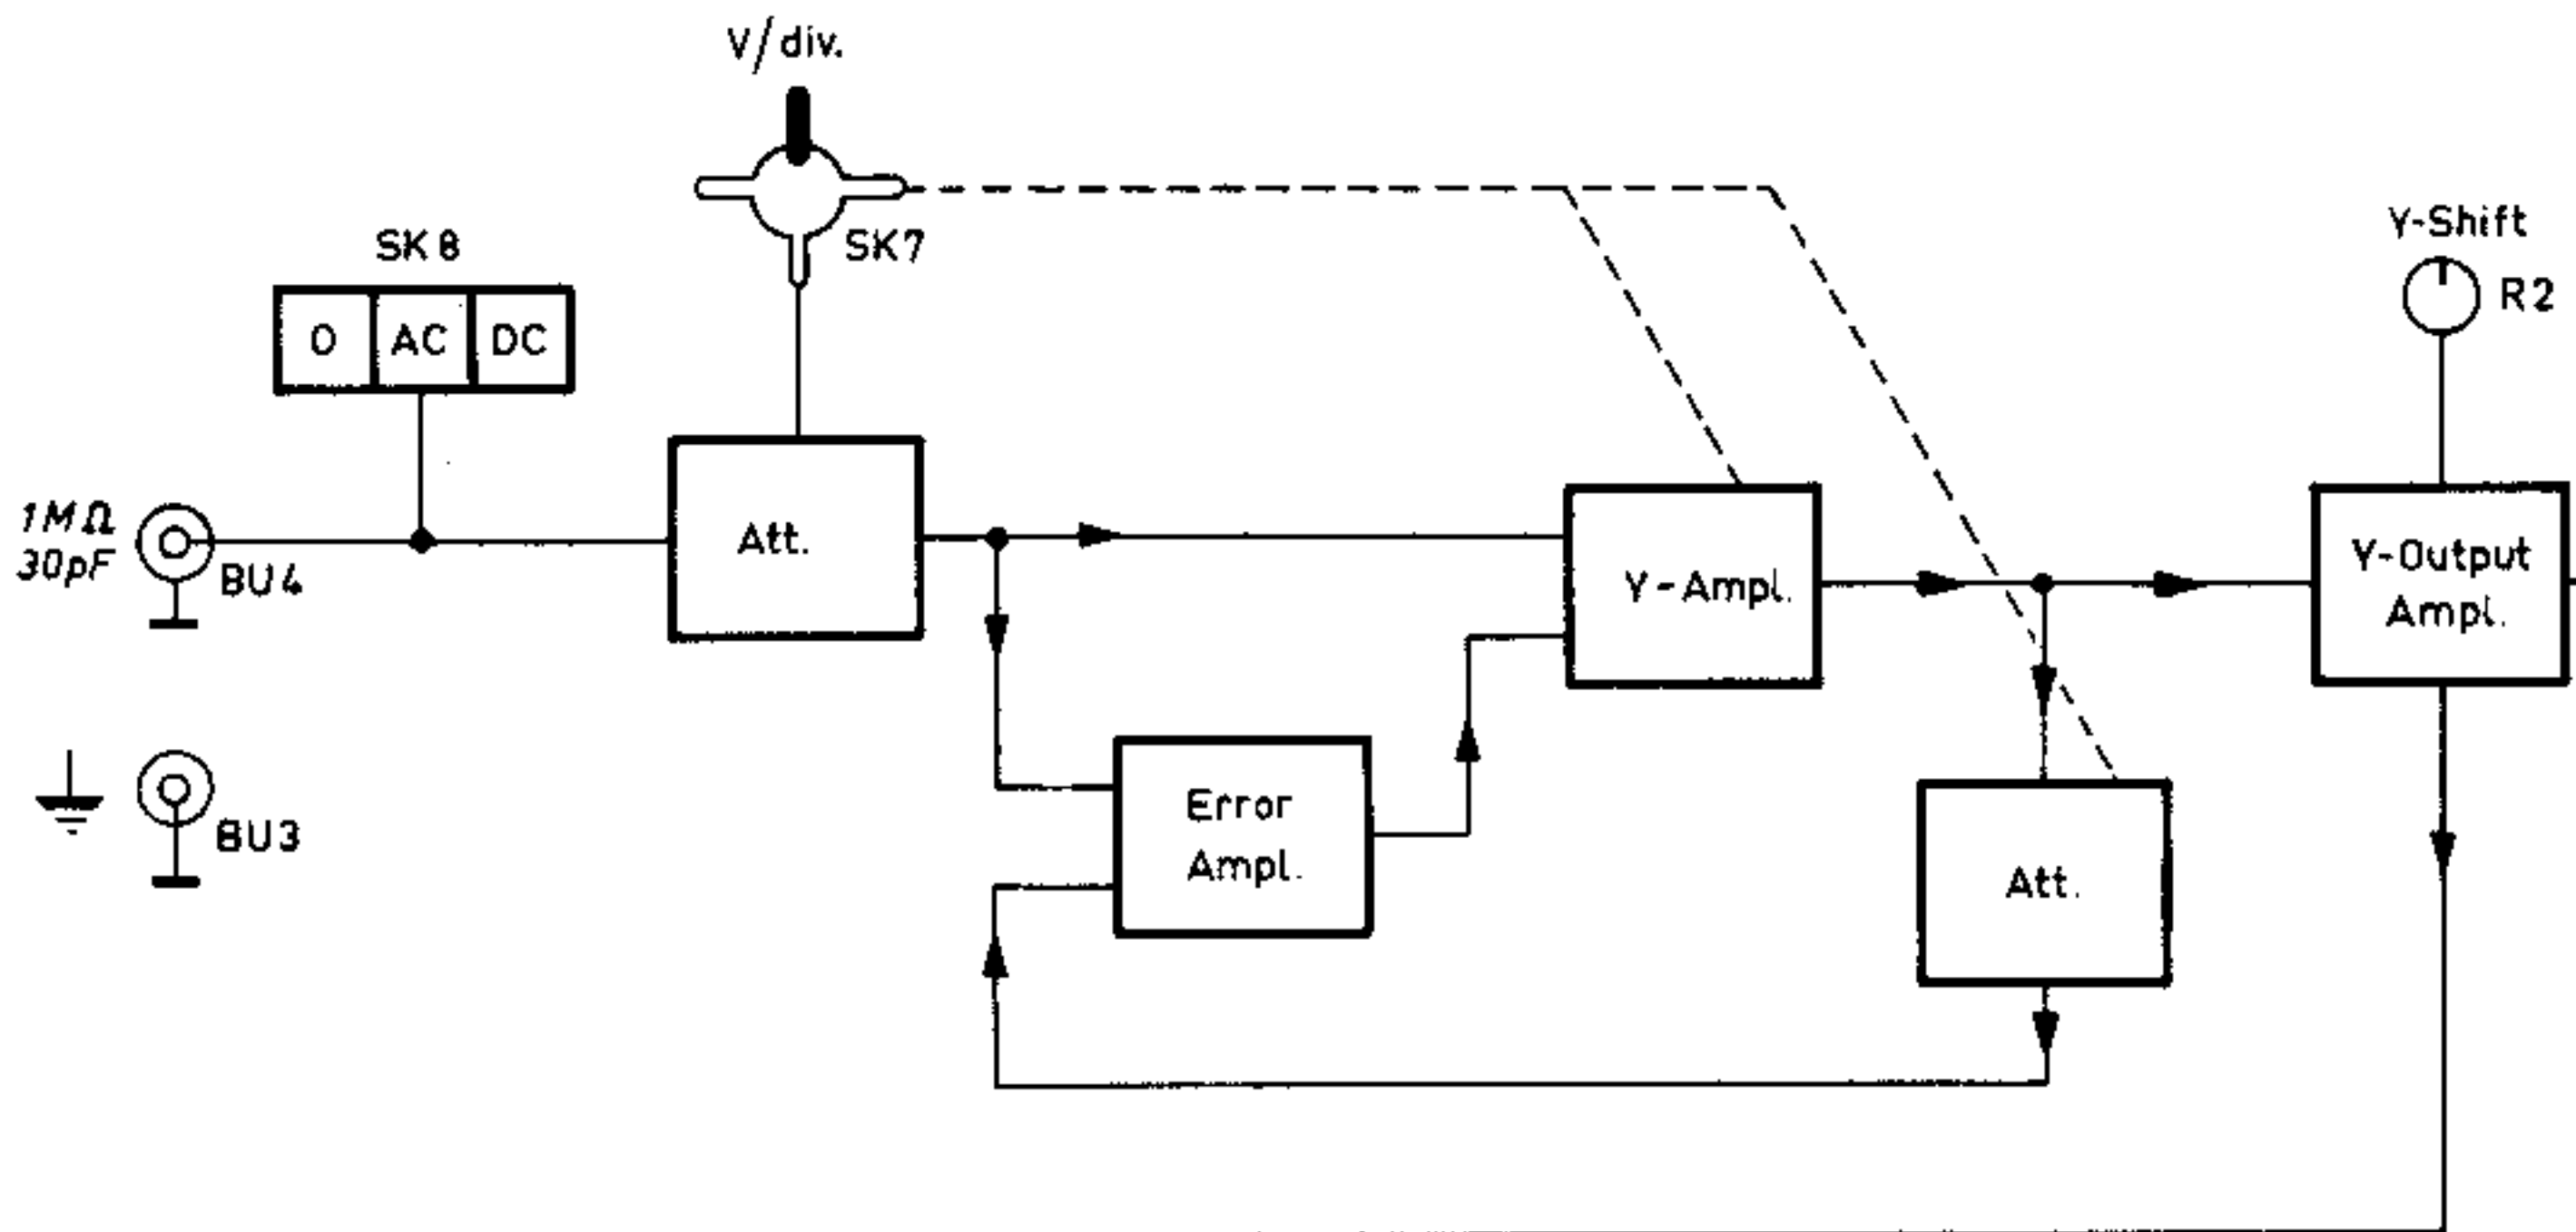 V/div.
SK7
SK8
0 AC DC
Y-Shift
R2
1MΩ
30pF
BU4
Att.
Y-Ampl.
Y-Output
Ampl.
BU3
Error
Ampl.
Att.